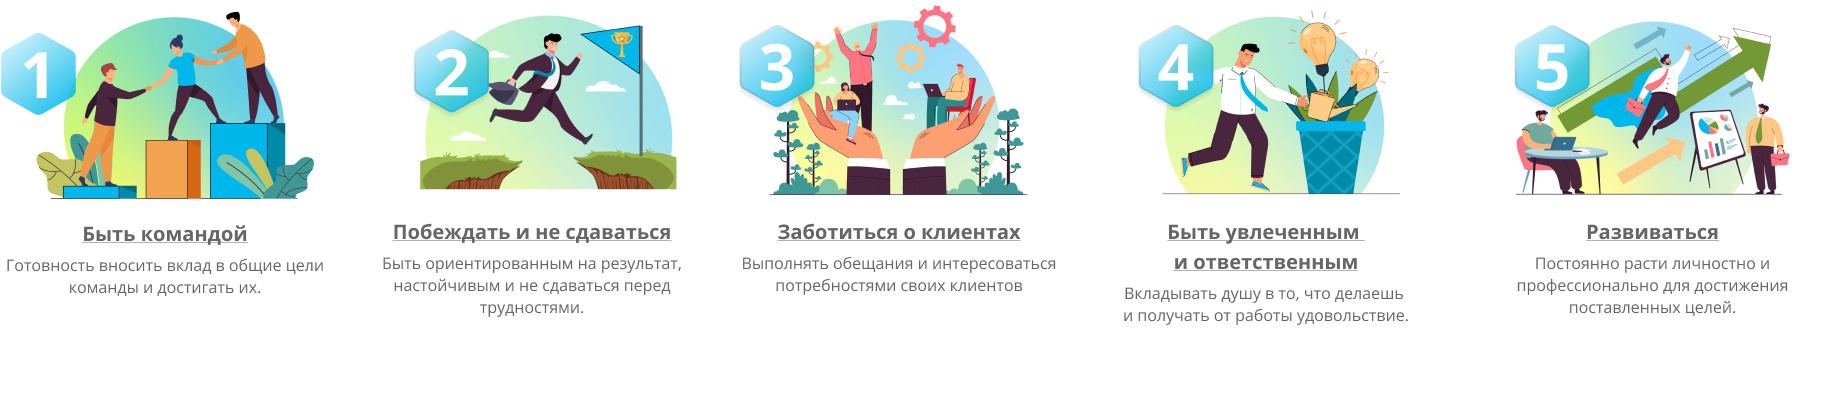 1
Быть командой
Готовность вносить вклад в общие цели
команды и достигать их.
2
Побеждать и не сдаваться
Быть ориентированным на результат,
настойчивым и не сдаваться перед
трудностями.
3
Заботиться о клиентах
Выполнять обещания и интересоваться
потребностями своих клиентов
4
Быть увлеченным
и ответственным
Вкладывать душу в то, что делаешь
и получать от работы удовольствие.
5
Развиваться
Постоянно расти личностно и
профессионально для достижения
поставленных целей.